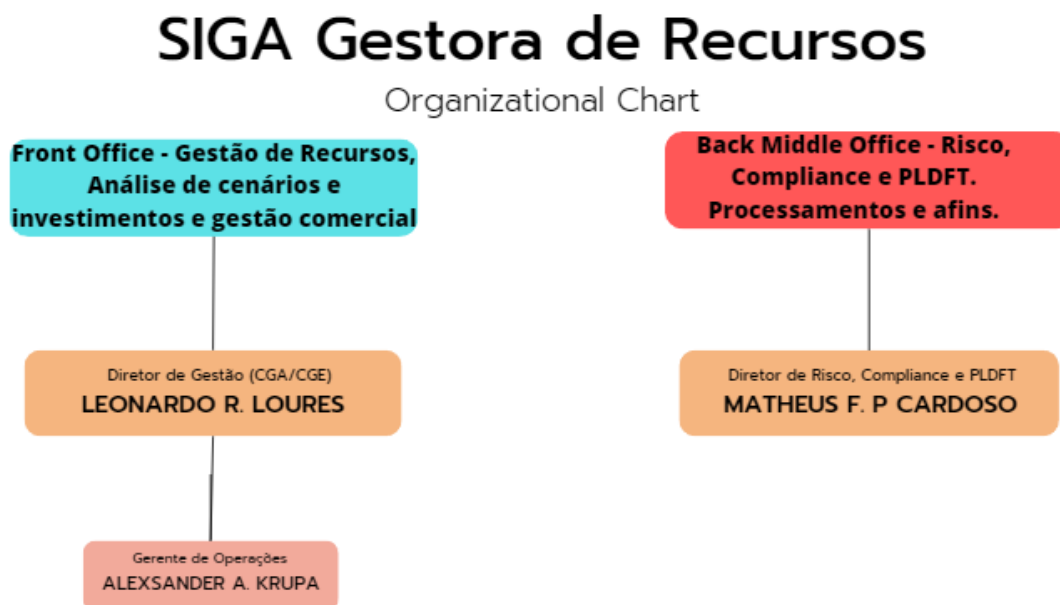 SIGA Gestora de Recursos
Organizational Chart
Front Office - Gestão de Recursos,
Análise de cenários e
investimentos e gestão comercial
Back Middle Office - Risco,
Compliance e PLDFT.
Processamentos e afins.
Diretor de Gestão (CGA/CGE)
LEONARDO R. LOURES
Diretor de Risco, Compliance e PLDFT
MATHEUS F. P CARDOSO
Gerente de Operações
ALEXSANDER A. KRUPA